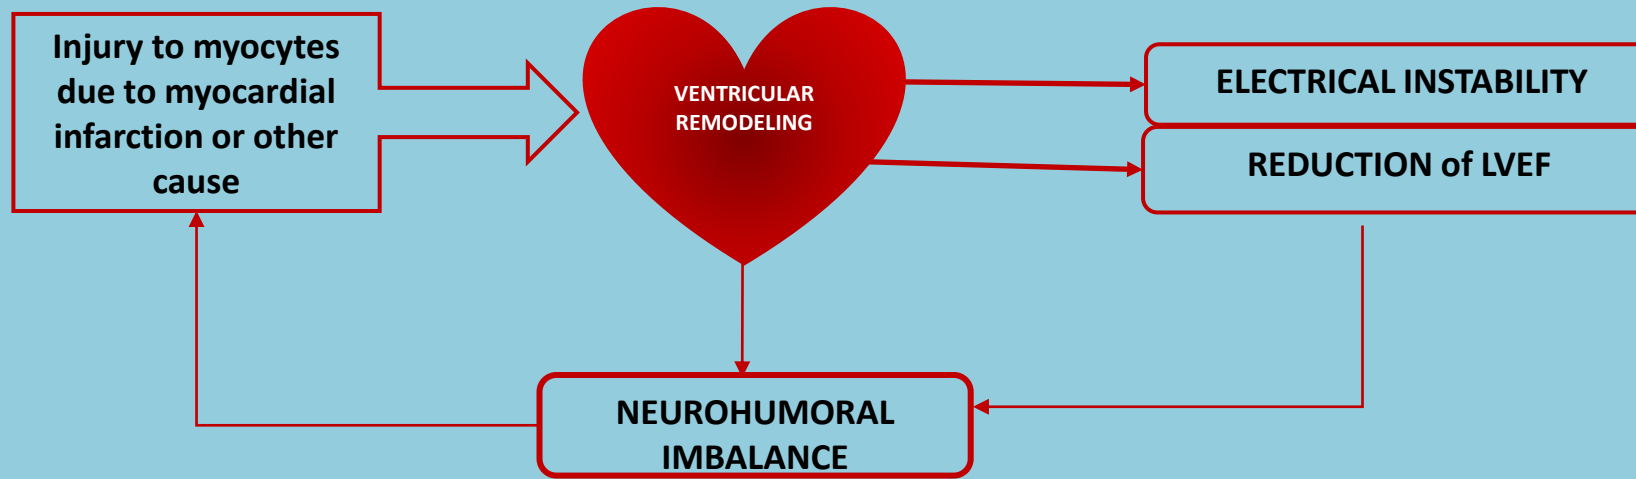 Injury to myocytes
due to myocardial
infarction or other
cause
VENTRICULAR
REMODELING
ELECTRICAL INSTABILITY
REDUCTION of LVEF
NEUROHUMORAL
IMBALANCE